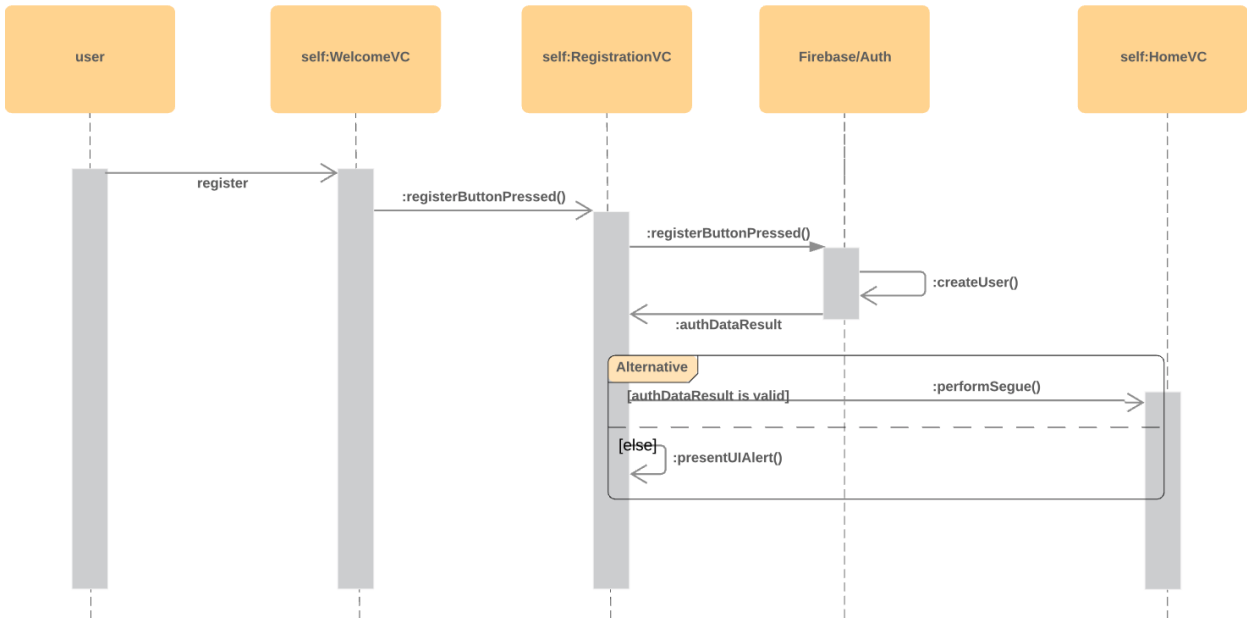 user
self:WelcomeVC
self:RegistrationVC
Firebase/Auth
self:HomeVC
register
:registerButtonPressed()
:registerButtonPressed()
:createUser()
:authDataResult
Alternative
[authDataResult is valid]
:performSegue()
[else]
:presentUIAlert()